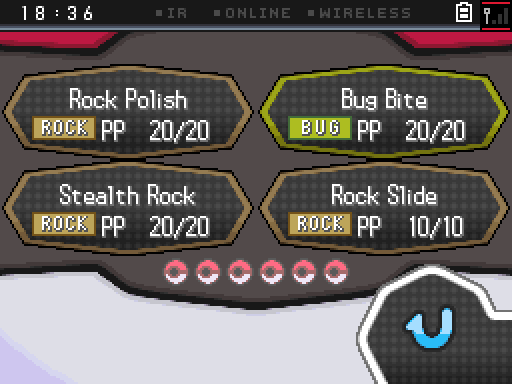 18:36 IR ONLINE WIRELESS
Rock Polish
ROCK PP 20/20
Bug Bite
BUG PP 20/20
Stealth Rock
ROCK PP 20/20
Rock Slide
ROCK PP 10/10